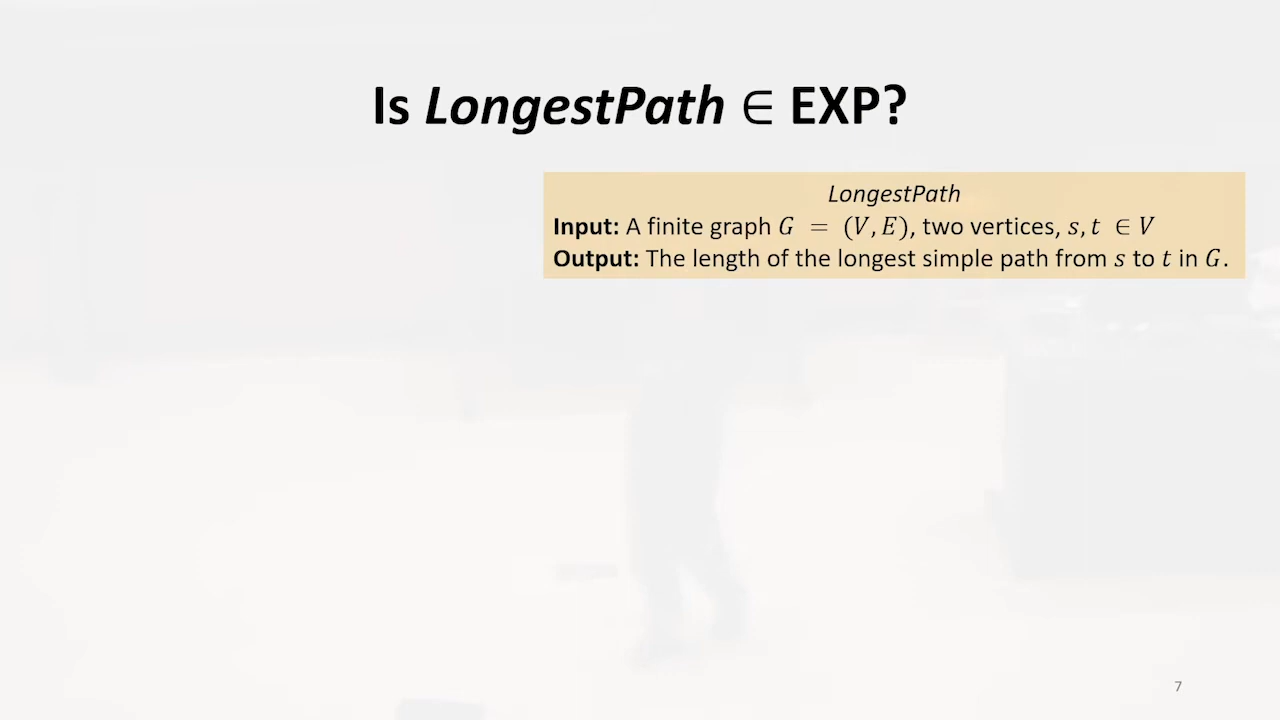 Is LongestPath ∈ EXP?
LongestPath
Input: A finite graph G = (V, E), two vertices, s, t ∈ V
Output: The length of the longest simple path from s to t in G.
7